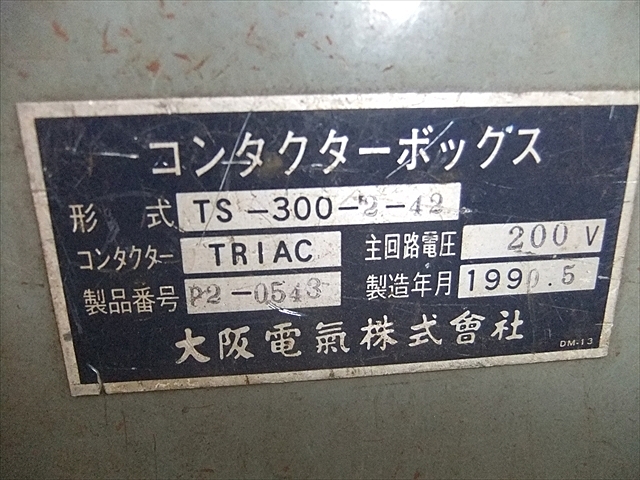 コンタクターボッグス
形 式 TS-300-2-42
コンタクター TRIAC 主回路電圧 200 V
製品番号 P2-0543 製造年月 1990.5
大阪電氣株式會社
DM-13